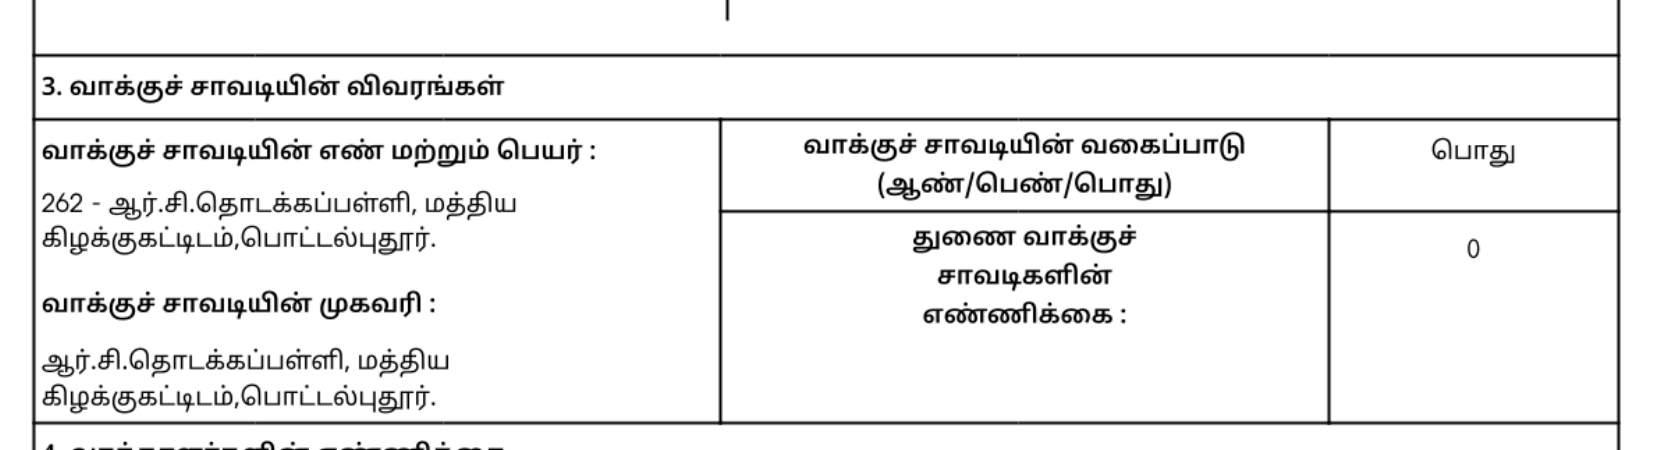 3. வாக்குச் சாவடியின் விவரங்கள்
வாக்குச் சாவடியின் எண் மற்றும் பெயர் :
262 - ஆர்.சி.தொடக்கப்பள்ளி, மத்திய
கிழக்குகட்டிடம்,பொட்டல்புதூர்.
வாக்குச் சாவடியின் முகவரி :
ஆர்.சி.தொடக்கப்பள்ளி, மத்திய
கிழக்குகட்டிடம்,பொட்டல்புதூர்.
வாக்குச் சாவடியின் வகைப்பாடு
(ஆண்/பெண்/பொது)
பொது
துணை வாக்குச்
சாவடிகளின்
எண்ணிக்கை :
0